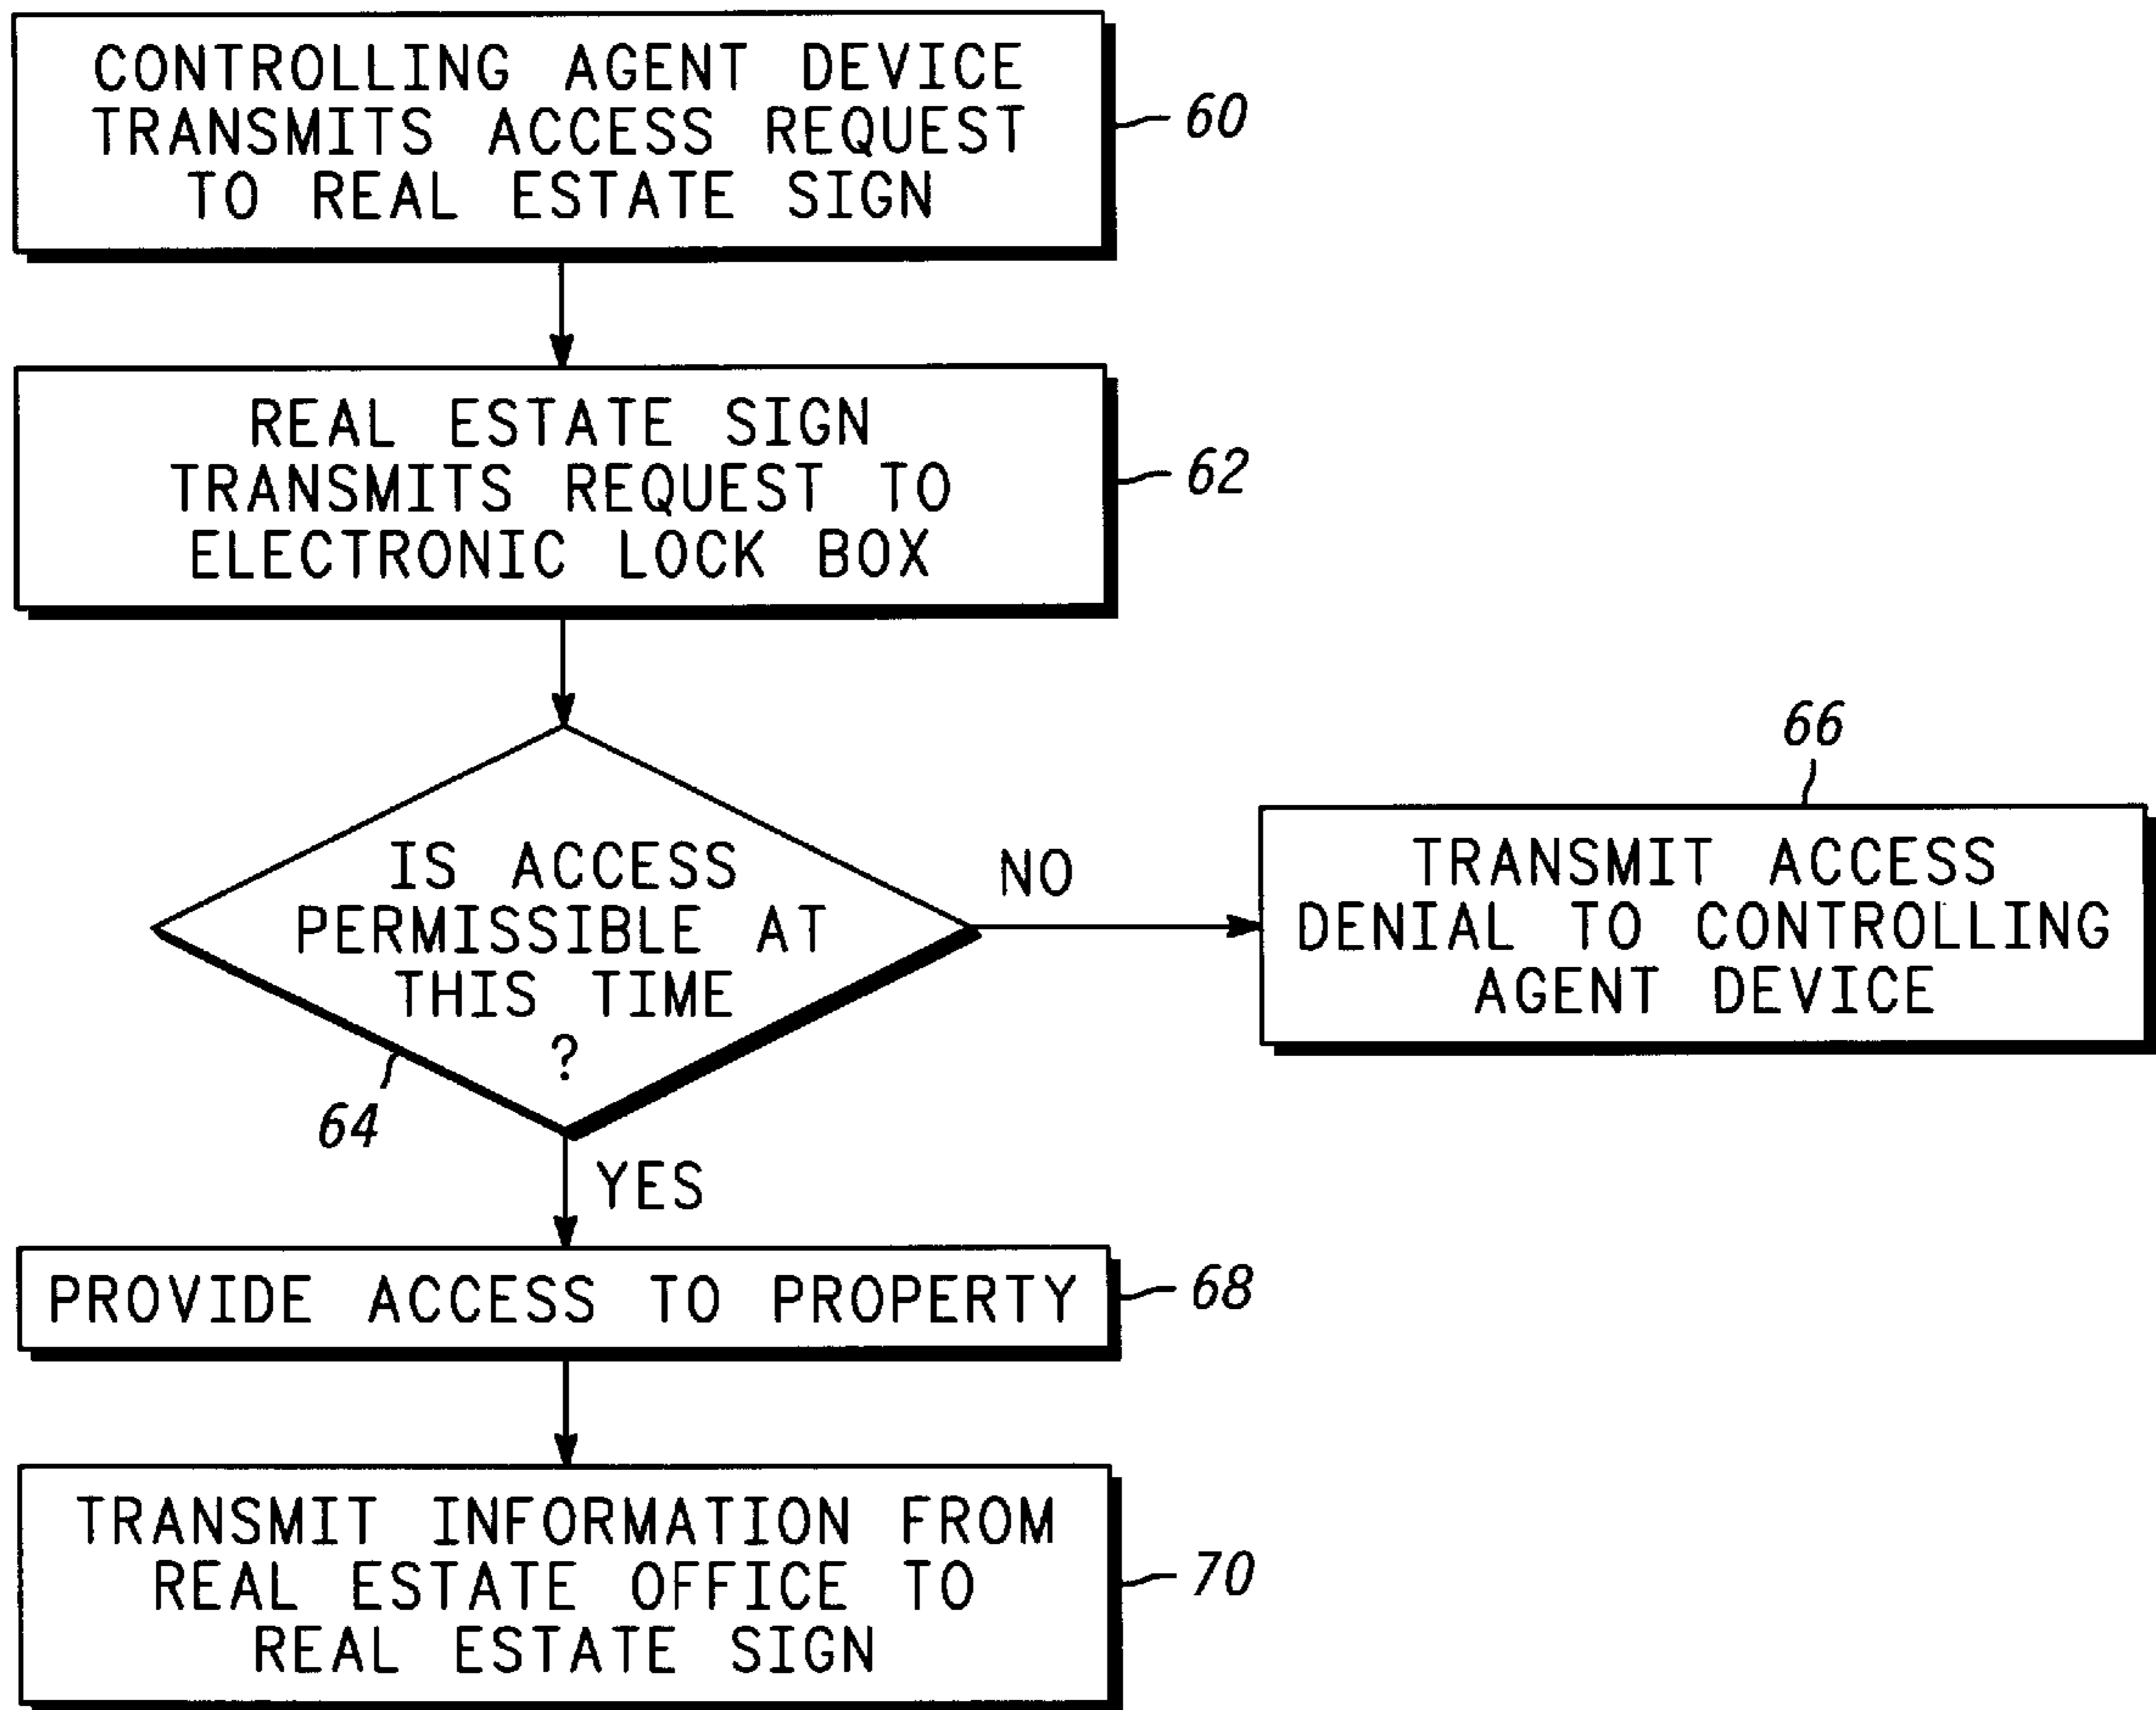 CONTROLLING AGENT DEVICE
TRANSMITS ACCESS REQUEST
TO REAL ESTATE SIGN
60
REAL ESTATE SIGN
TRANSMITS REQUEST TO
ELECTRONIC LOCK BOX
62
IS ACCESS
PERMISSIBLE AT
THIS TIME
?
64
NO
66
TRANSMIT ACCESS
DENIAL TO CONTROLLING
AGENT DEVICE
YES
PROVIDE ACCESS TO PROPERTY
68
TRANSMIT INFORMATION FROM
REAL ESTATE OFFICE TO
REAL ESTATE SIGN
70